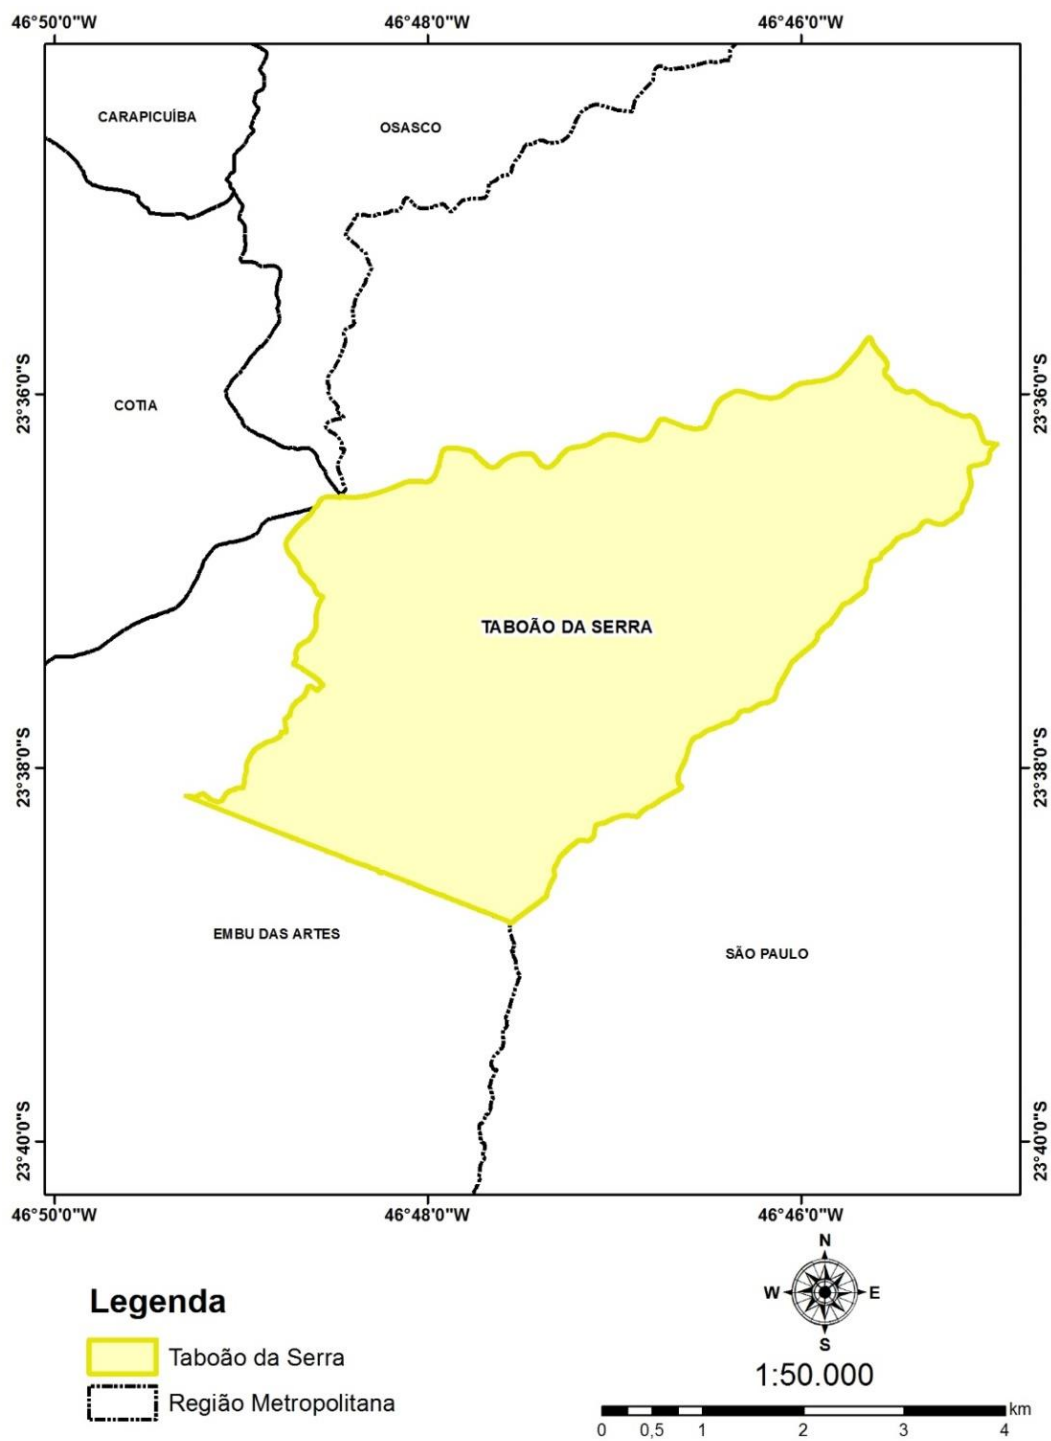 46°50'0"W 46°48'0"W 46°46'0"W
CARAPICUÍBA
OSASCO
23°36'0"S 23°36'0"S
COTIA
TABOÃO DA SERRA
23°38'0"S 23°38'0"S
EMBU DAS ARTES
SÃO PAULO
23°40'0"S 23°40'0"S
46°50'0"W 46°48'0"W 46°46'0"W
N
W E
S
Legenda
Taboão da Serra
Região Metropolitana
1:50.000
km
0 0,5 1 2 3 4